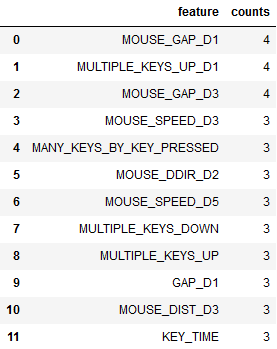 feature counts
0 MOUSE_GAP_D1 4
1 MULTIPLE_KEYS_UP_D1 4
2 MOUSE_GAP_D3 4
3 MOUSE_SPEED_D3 3
4 MANY_KEYS_BY_KEY_PRESSED 3
5 MOUSE_DDIR_D2 3
6 MOUSE_SPEED_D5 3
7 MULTIPLE_KEYS_DOWN 3
8 MULTIPLE_KEYS_UP 3
9 GAP_D1 3
10 MOUSE_DIST_D3 3
11 KEY_TIME 3